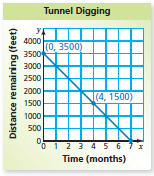 Tunnel Digging
y
Distance remaining (feet)
4000
3500
3000
2500
2000
1500
1000
500
0
(0, 3500)
(4, 1500)
0 1 2 3 4 5 6 7 x
Time (months)